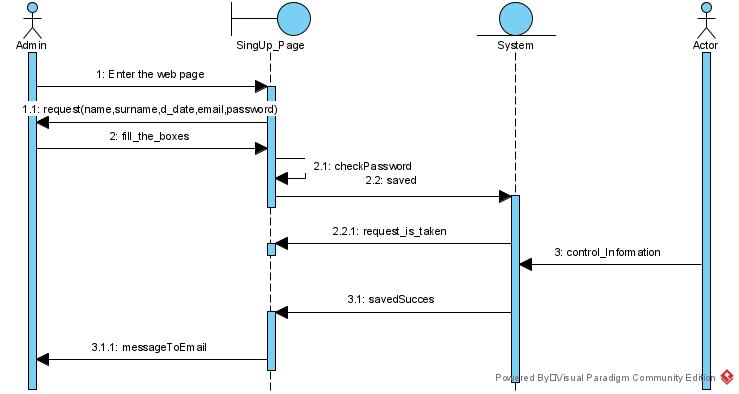 Admin
SingUp_Page
System
Actor
1: Enter the web page
1.1: request(name,surname,d_date,email,password)
2: fill_the_boxes
2.1: checkPassword
2.2: saved
2.2.1: request_is_taken
3: control_Information
3.1: savedSucces
3.1.1: messageToEmail
Powered By Visual Paradigm Community Edition